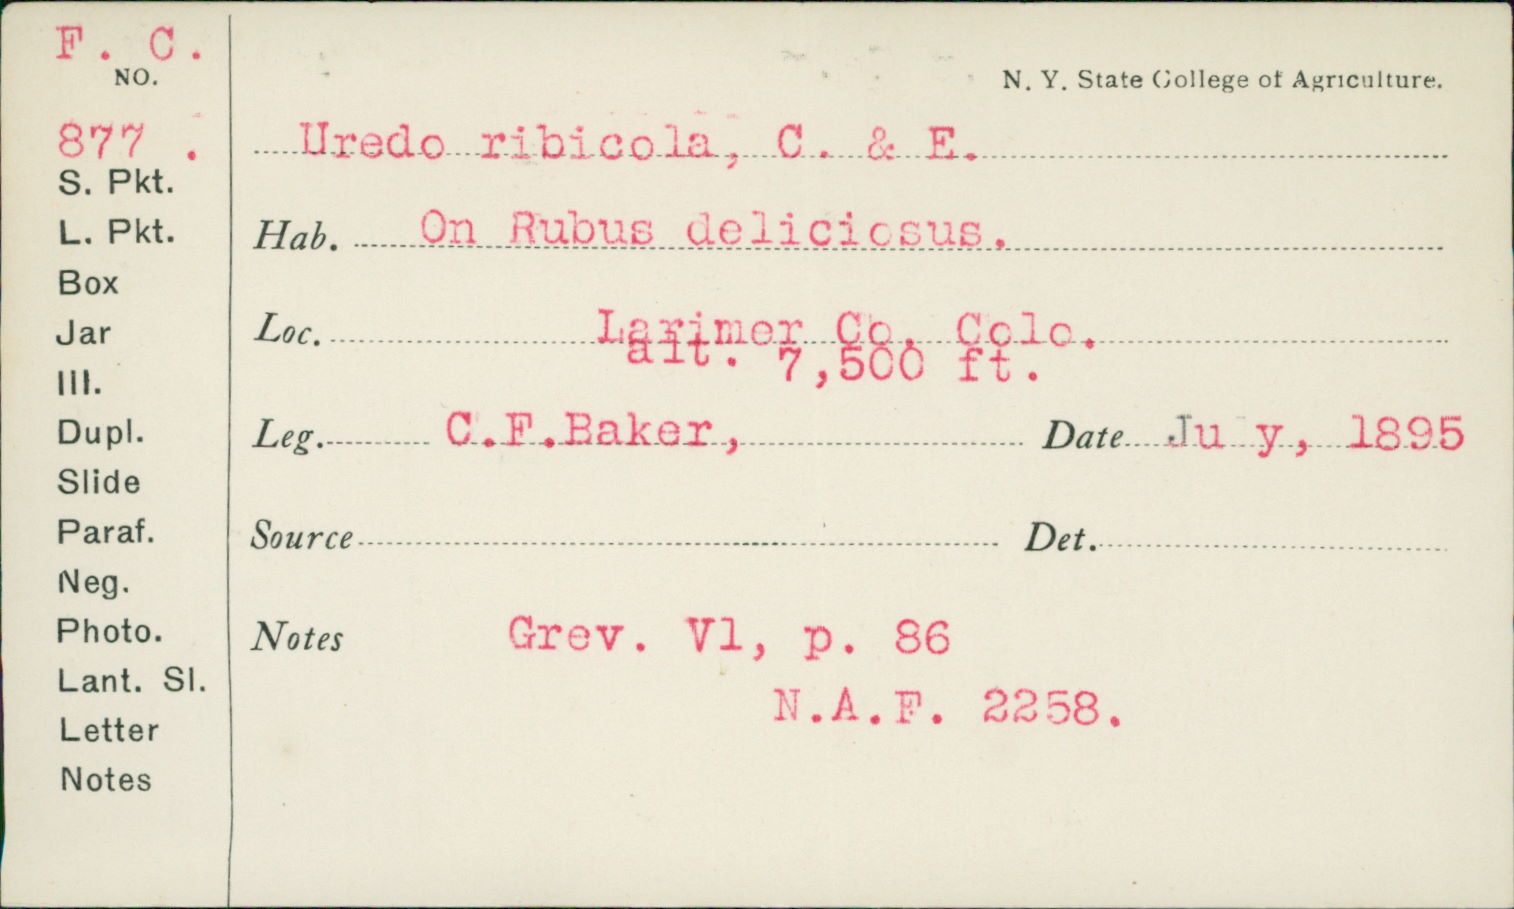 F. C.
NO.
877 .
S. Pkt.
L. Pkt.
Box
Jar
Ill.
Dupl.
Slide
Paraf.
Neg.
Photo.
Lant. Sl.
Letter
Notes
N. Y. State College of Agriculture.
Uredo ribicola, C. & E.
Hab. On Rubus deliciosus.
Loc. Larimer Co. Colo.
alt. 7,500 ft.
Leg. C.F.Baker, Date Ju y, 1895
Source Det.
Notes Grev. Vl, p. 86
N.A.F. 2258.